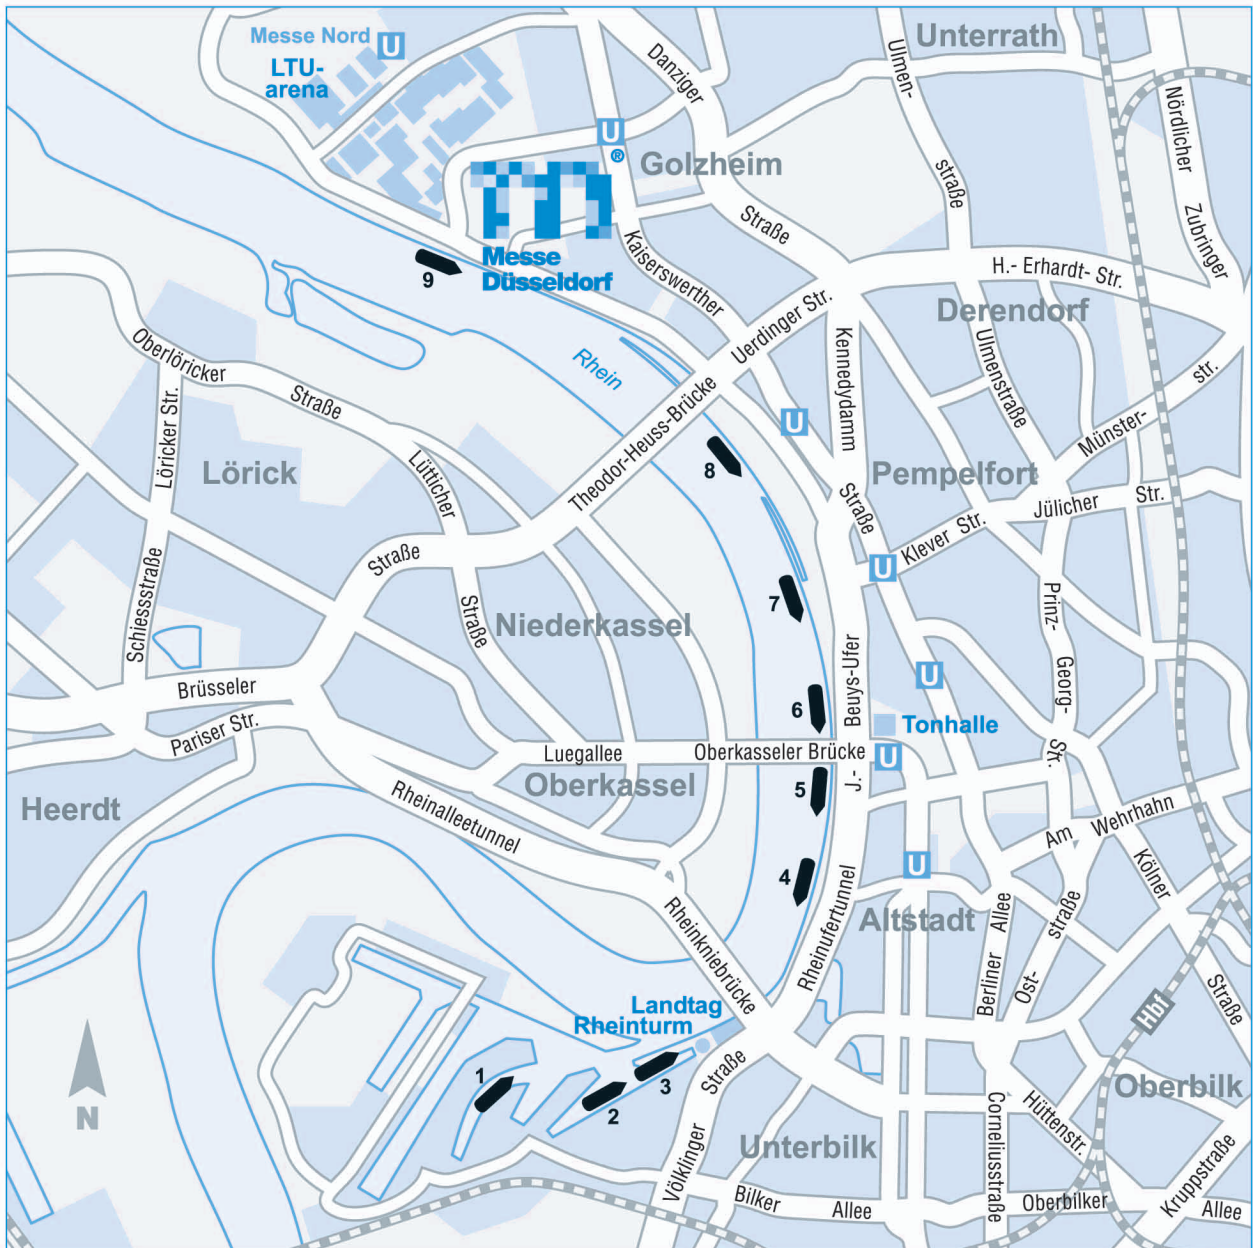 Messe Nord
U
LTU-
arena
Danziger
Ulmen-
Unterrath
Nördlicher
Zubringer
U
®
Golzheim
straße
Straße
Messe
Düsseldorf
Kaiserswerther
H.- Erhardt- Str.
9
Derendorf
Uerdinger Str.
Kennedydamm
Ulmenstraße
str.
Münster-
Rhein
Oberlöricker
Straße
Löricker Str.
Theodor-Heuss-Brücke
U
8
Lörick
Lütticher
Pempelfort
Straße
Klever Str.
Jülicher
Str.
Straße
U
Schiessstraße
Straße
Niederkassel
7
Prinz-
Georg-
Str.
Beuys-Ufer
J.-
U
Brüsseler
Pariser Str.
6
Tonhalle
Luegallee
Oberkasseler Brücke
U
Oberkassel
5
Heerdt
Rheinalleetunnel
Am
Wehrhahn
Kölner
Straße
U
4
Rheinufertunnel
Altstadt
Berliner
Allee
Ost-
straße
Rheinkniebrücke
Landtag
Rheinturm
Hbf
N
1
2
3
Straße
Völklinger
Oberbilk
Hüttenstr.
Corneliusstraße
Unterbilk
Kruppstraße
Bilker
Allee
Oberbilker
Allee